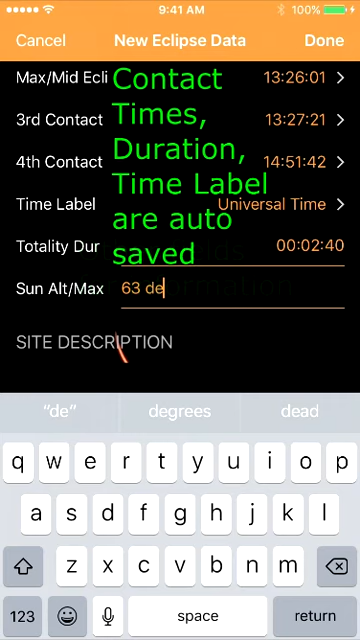 9:41 AM 100%
Cancel New Eclipse Data Done
Max/Mid Ecli 13:26:01
3rd Contact 13:27:21
4th Contact 14:51:42
Time Label Universal Time
Totality Dur 00:02:40
Sun Alt/Max 63 de
Contact
Times,
Duration,
Time Label
are auto
saved
SITE DESCRIPTION
"de" degrees dead
q w e r t y u i o p
a s d f g h j k l
z x c v b n m
123 space return